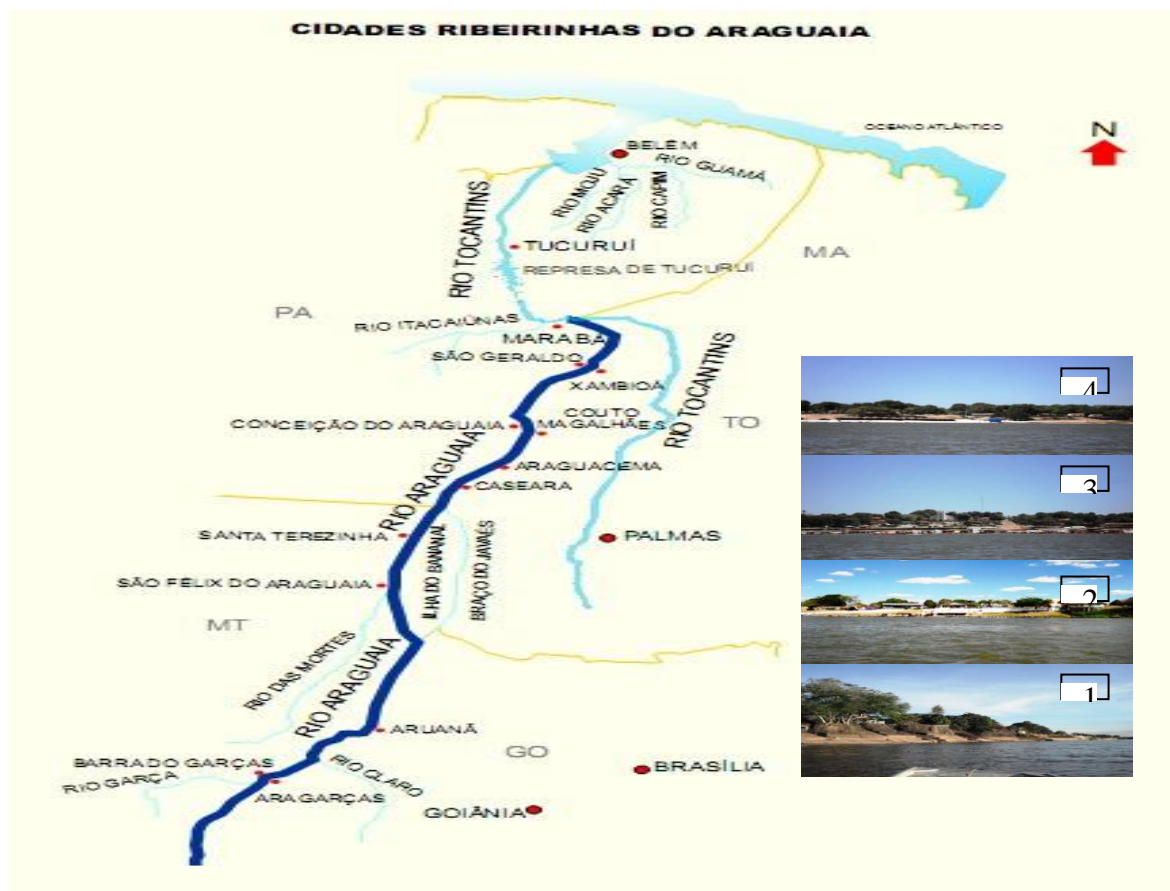 CIDADES RIBEIRINHAS DO ARAGUAIA
OCEANO ATLÂNTICO
N
BELÉM
RIO GUAMÁ
RIO MOJU
RIO ACARÁ
RIO CAPIM
RIO TOCANTINS
TUCURUÍ
REPRESA DE TUCURUÍ
MA
PA
RIO ITACAIÚNAS
MARABÁ
SÃO GERALDO
XAMBIOÁ
RIO TOCANTINS
COUTO
MAGALHÃES
CONCEIÇÃO DO ARAGUAIA
TO
RIO ARAGUAIA
ARAGUACEMA
CASEARA
SANTA TEREZINHA
PALMAS
ILHA DO BANANAL
BRAÇO DO JAVAÉS
SÃO FÉLIX DO ARAGUAIA
MT
RIO DAS MORTES
RIO ARAGUAIA
ARUANÃ
GO
BARRA DO GARÇAS
RIO GARÇA
RIO CLARO
BRASÍLIA
ARAGARÇAS
GOIÂNIA
4
3
2
1